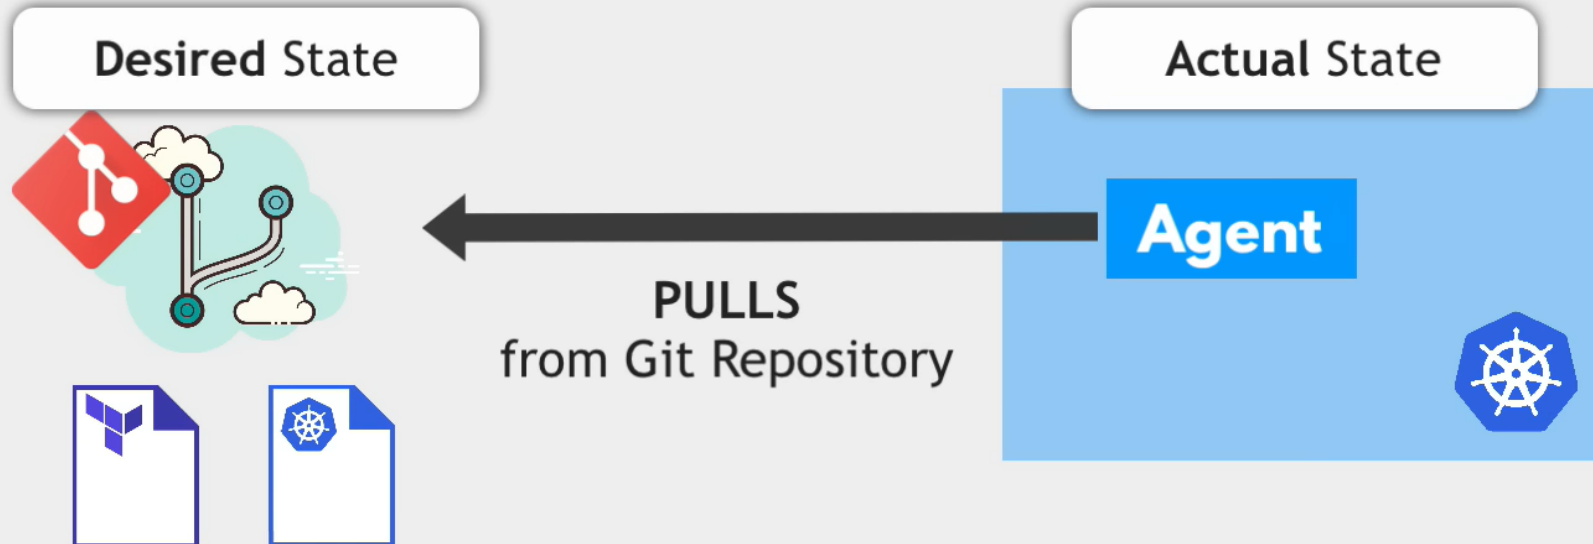 Desired State
Actual State
Agent
PULLS
from Git Repository